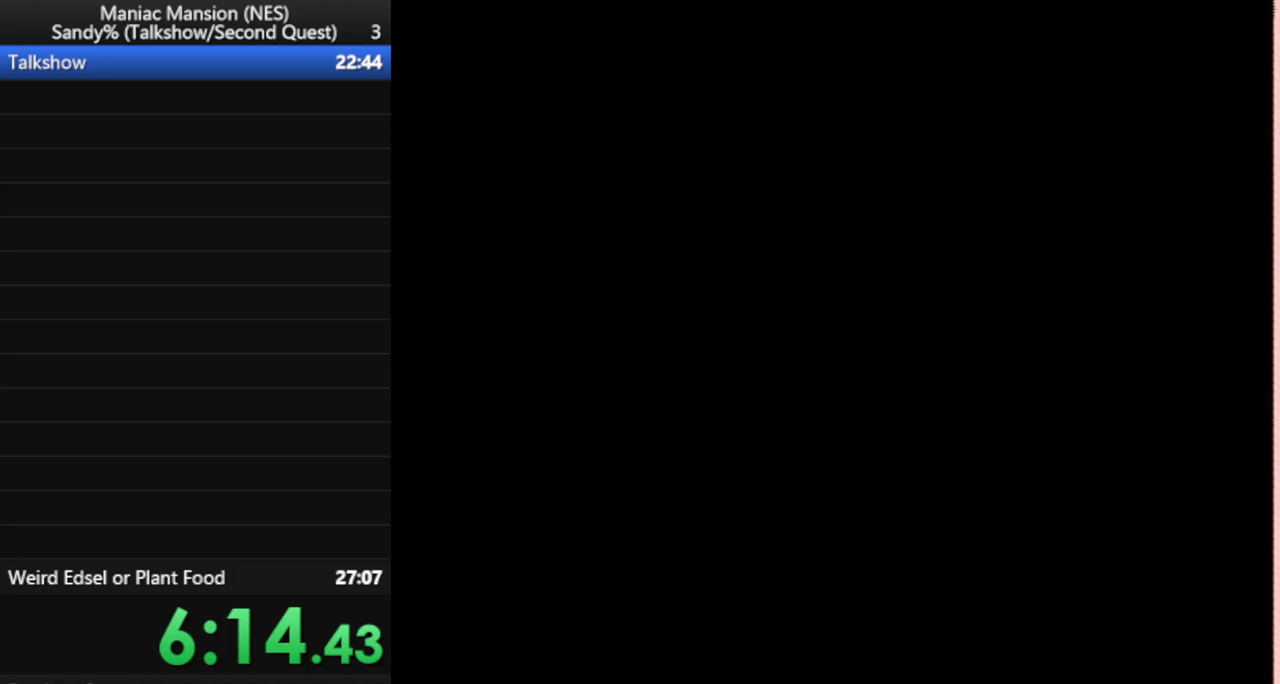 Maniac Mansion (NES)
Sandy% (Talkshow/Second Quest) 3
Talkshow 22:44
Weird Edsel or Plant Food 27:07
6:14.43